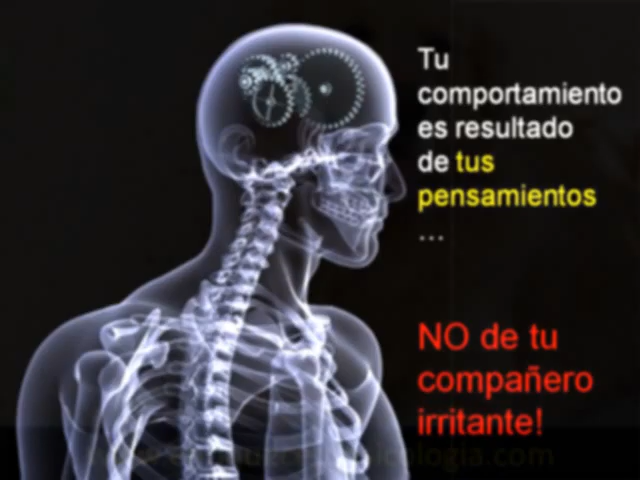 Tu
comportamiento
es resultado
de tus
pensamientos
...
NO de tu
compañero
irritante!